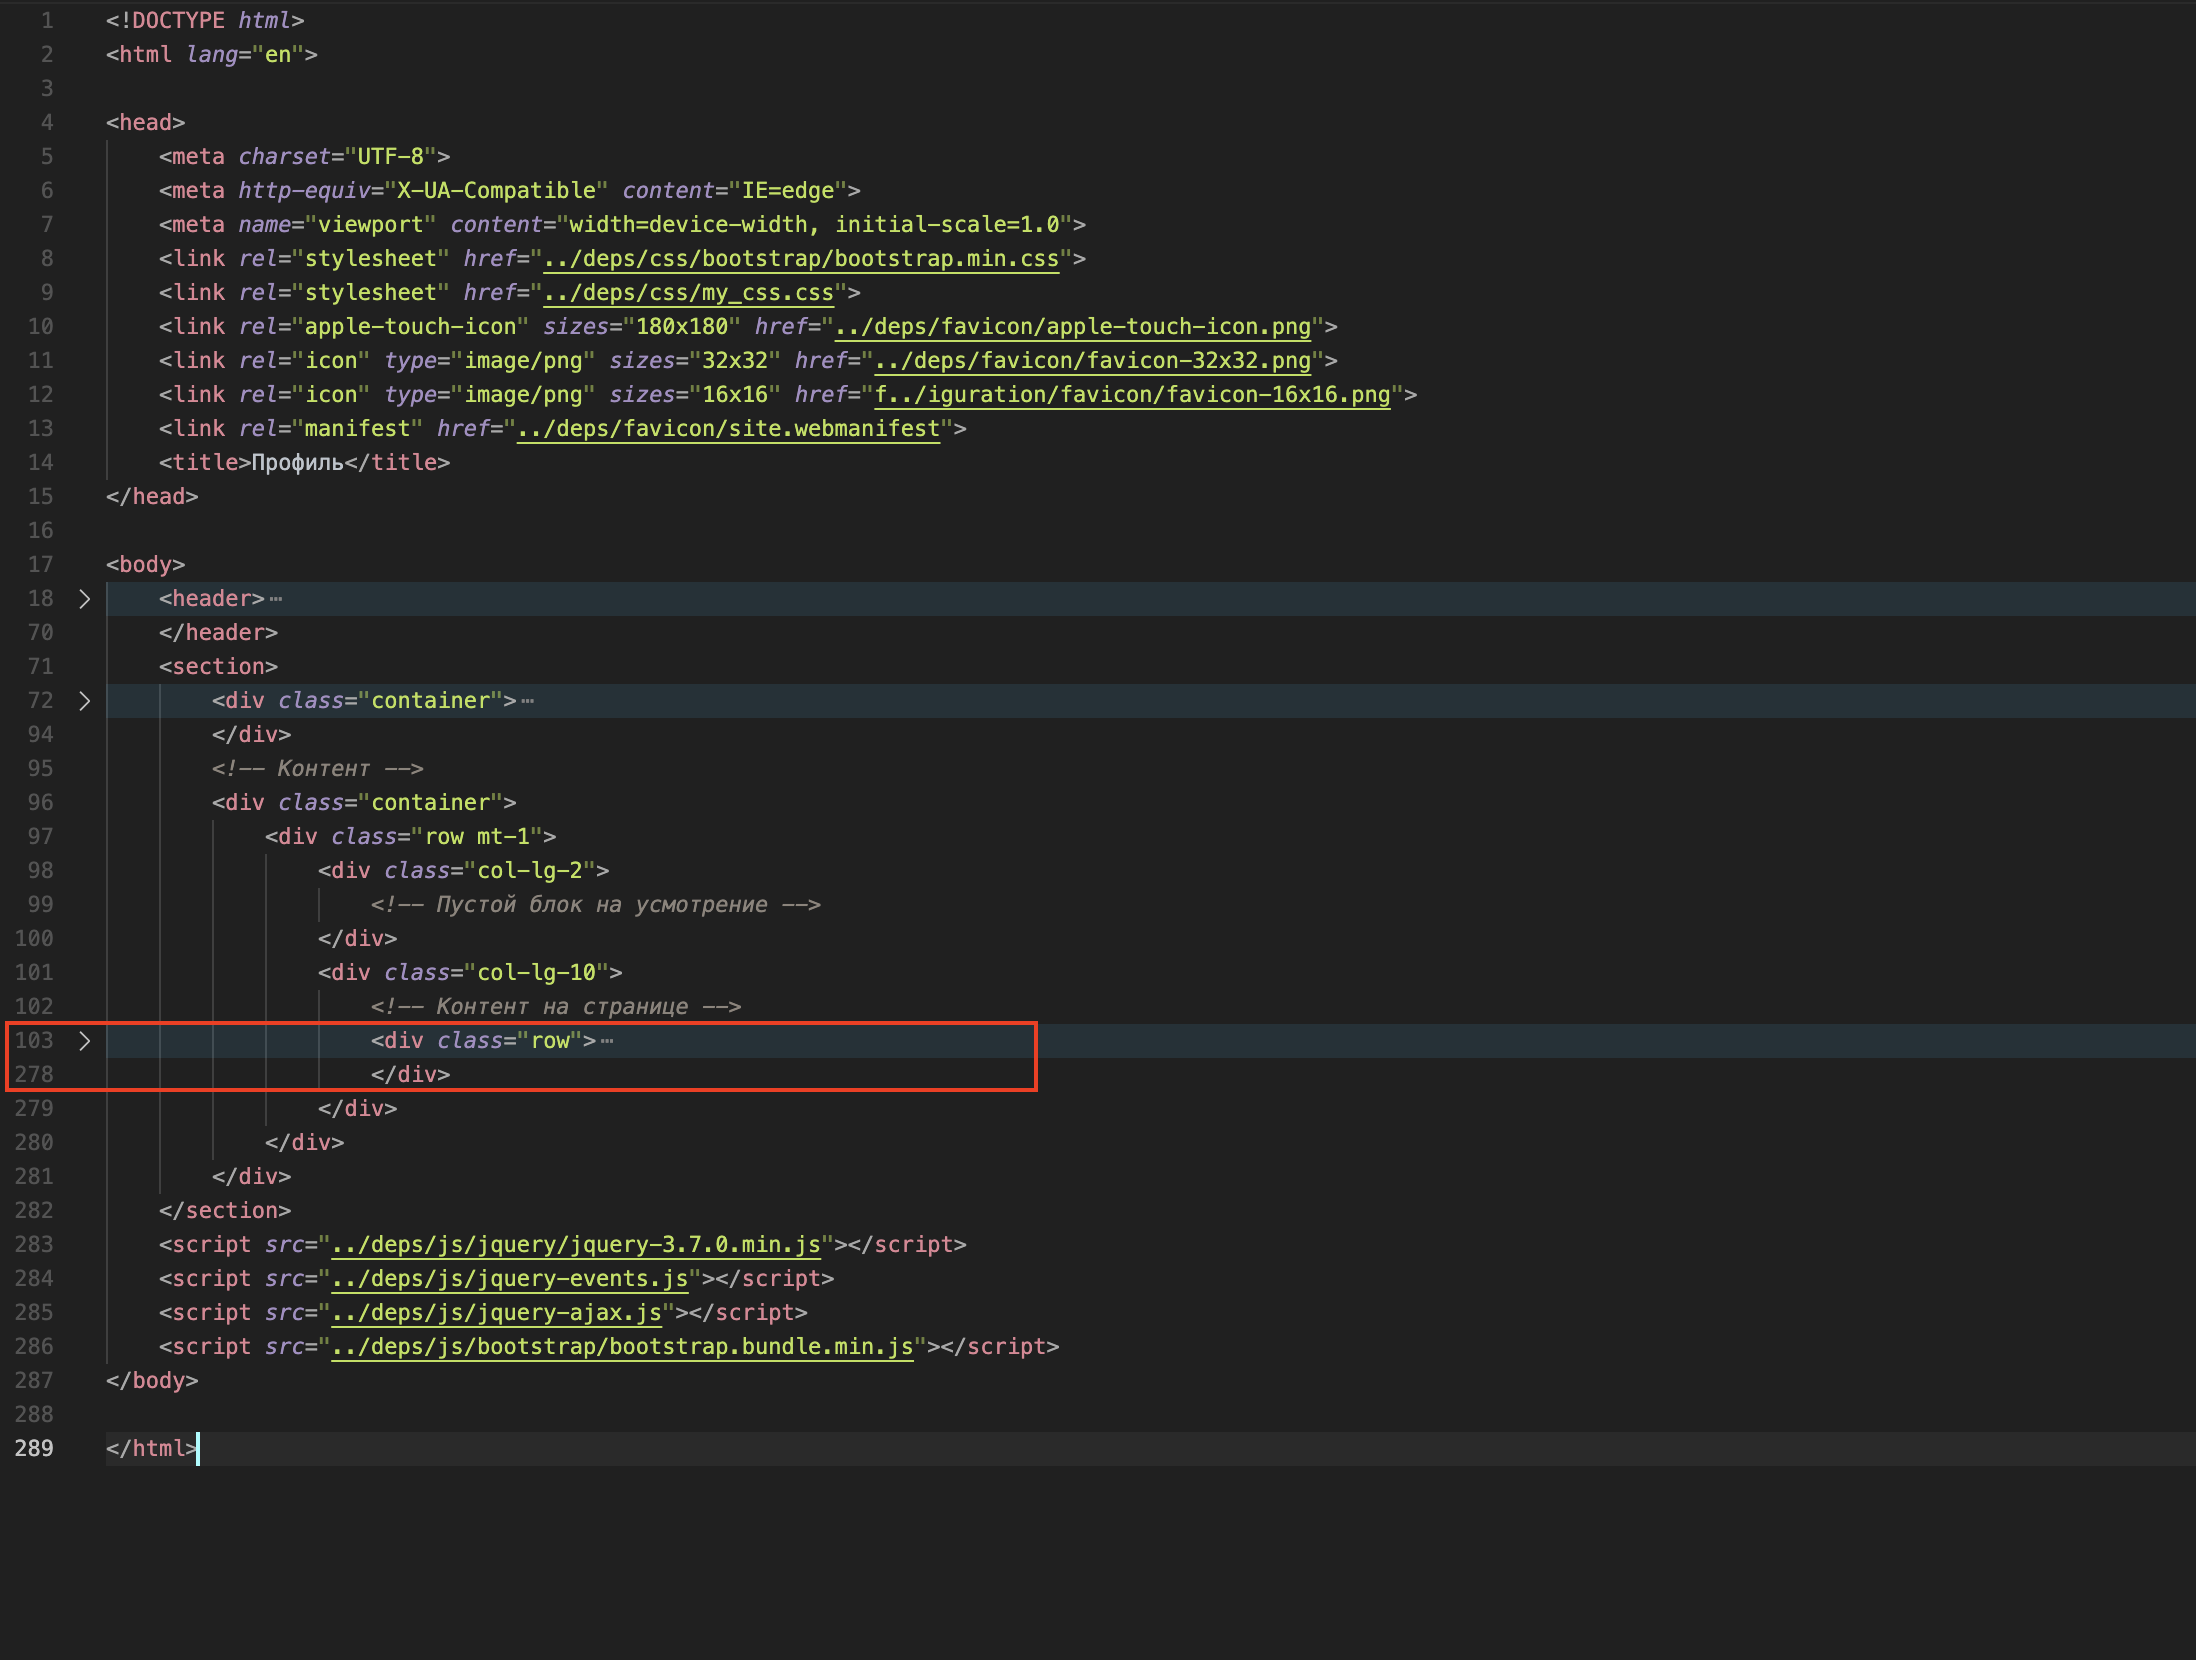 1 <!DOCTYPE html>
2 <html lang="en">
3
4 <head>
5 <meta charset="UTF-8">
6 <meta http-equiv="X-UA-Compatible" content="IE=edge">
7 <meta name="viewport" content="width=device-width, initial-scale=1.0">
8 <link rel="stylesheet" href="../deps/css/bootstrap/bootstrap.min.css">
9 <link rel="stylesheet" href="../deps/css/my_css.css">
10 <link rel="apple-touch-icon" sizes="180x180" href="../deps/favicon/apple-touch-icon.png">
11 <link rel="icon" type="image/png" sizes="32x32" href="../deps/favicon/favicon-32x32.png">
12 <link rel="icon" type="image/png" sizes="16x16" href="f../iguration/favicon/favicon-16x16.png">
13 <link rel="manifest" href="../deps/favicon/site.webmanifest">
14 <title>Профиль</title>
15 </head>
16
17 <body>
18 <header>⋯
70 </header>
71 <section>
72 <div class="container">⋯
94 </div>
95 <!-- Контент -->
96 <div class="container">
97 <div class="row mt-1">
98 <div class="col-lg-2">
99 <!-- Пустой блок на усмотрение -->
100 </div>
101 <div class="col-lg-10">
102 <!-- Контент на странице -->
103 <div class="row">⋯
278 </div>
279 </div>
280 </div>
281 </div>
282 </section>
283 <script src="../deps/js/jquery/jquery-3.7.0.min.js"></script>
284 <script src="../deps/js/jquery-events.js"></script>
285 <script src="../deps/js/jquery-ajax.js"></script>
286 <script src="../deps/js/bootstrap/bootstrap.bundle.min.js"></script>
287 </body>
288
289 </html>